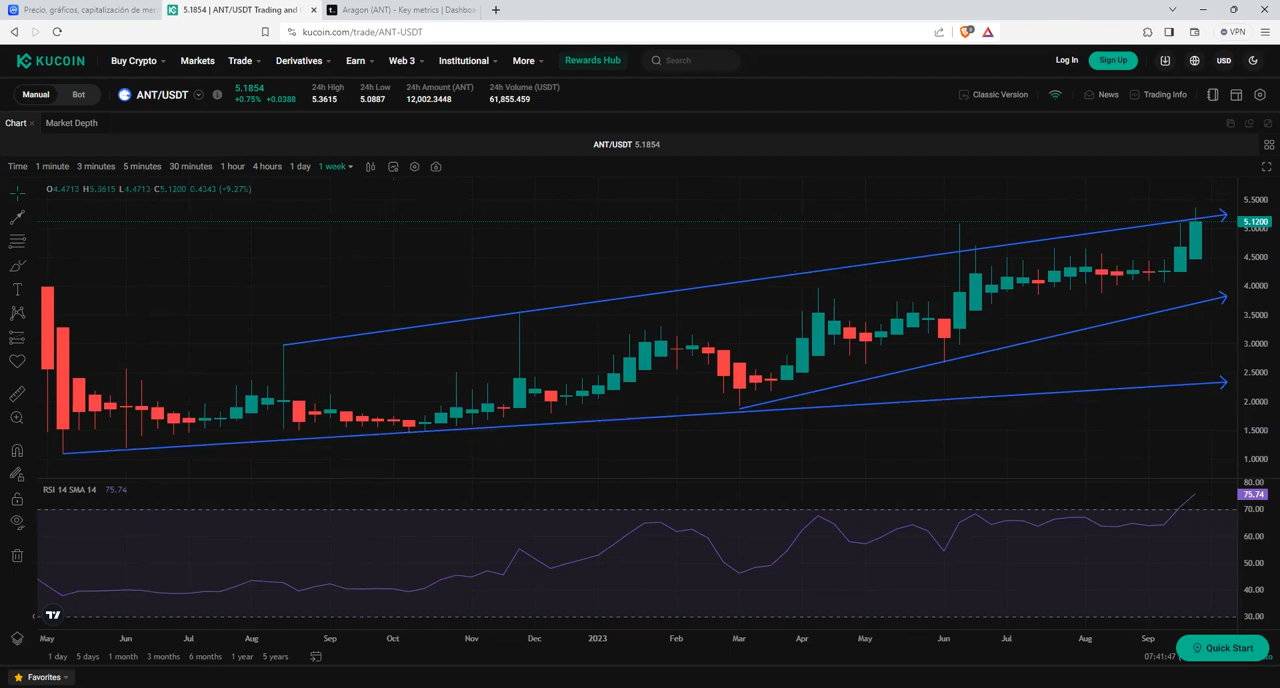 Precio, gráficos, capitalización de mer
5.1854 | ANT/USDT Trading and
Aragon (ANT) - Key metrics | Dashboa
kucoin.com/trade/ANT-USDT
VPN
KUCOIN
Buy Crypto
Markets
Trade
Derivatives
Earn
Web 3
Institutional
More
Rewards Hub
Search
Log In
Sign Up
USD
Manual
Bot
ANT/USDT
5.1854
+0.75% +0.0388
24h High
5.3615
24h Low
5.0887
24h Amount (ANT)
12,002.3448
24h Volume (USDT)
61,855.459
Classic Version
News
Trading Info
Chart
Market Depth
ANT/USDT 5.1854
Time 1 minute 3 minutes 5 minutes 30 minutes 1 hour 4 hours 1 day 1 week
O4.4713 H5.3615 L4.4713 C5.1200 0.4343 (+9.27%)
5.5000
5.1200
5.0000
4.5000
4.0000
3.5000
3.0000
2.5000
2.0000
1.5000
1.0000
RSI 14 SMA 14 75.74
80.00
75.74
70.00
60.00
50.00
40.00
30.00
May Jun Jul Aug Sep Oct Nov Dec 2023 Feb Mar Apr May Jun Jul Aug Sep
Quick Start
1 day 5 days 1 month 3 months 6 months 1 year 5 years
07:41:47
Favorites